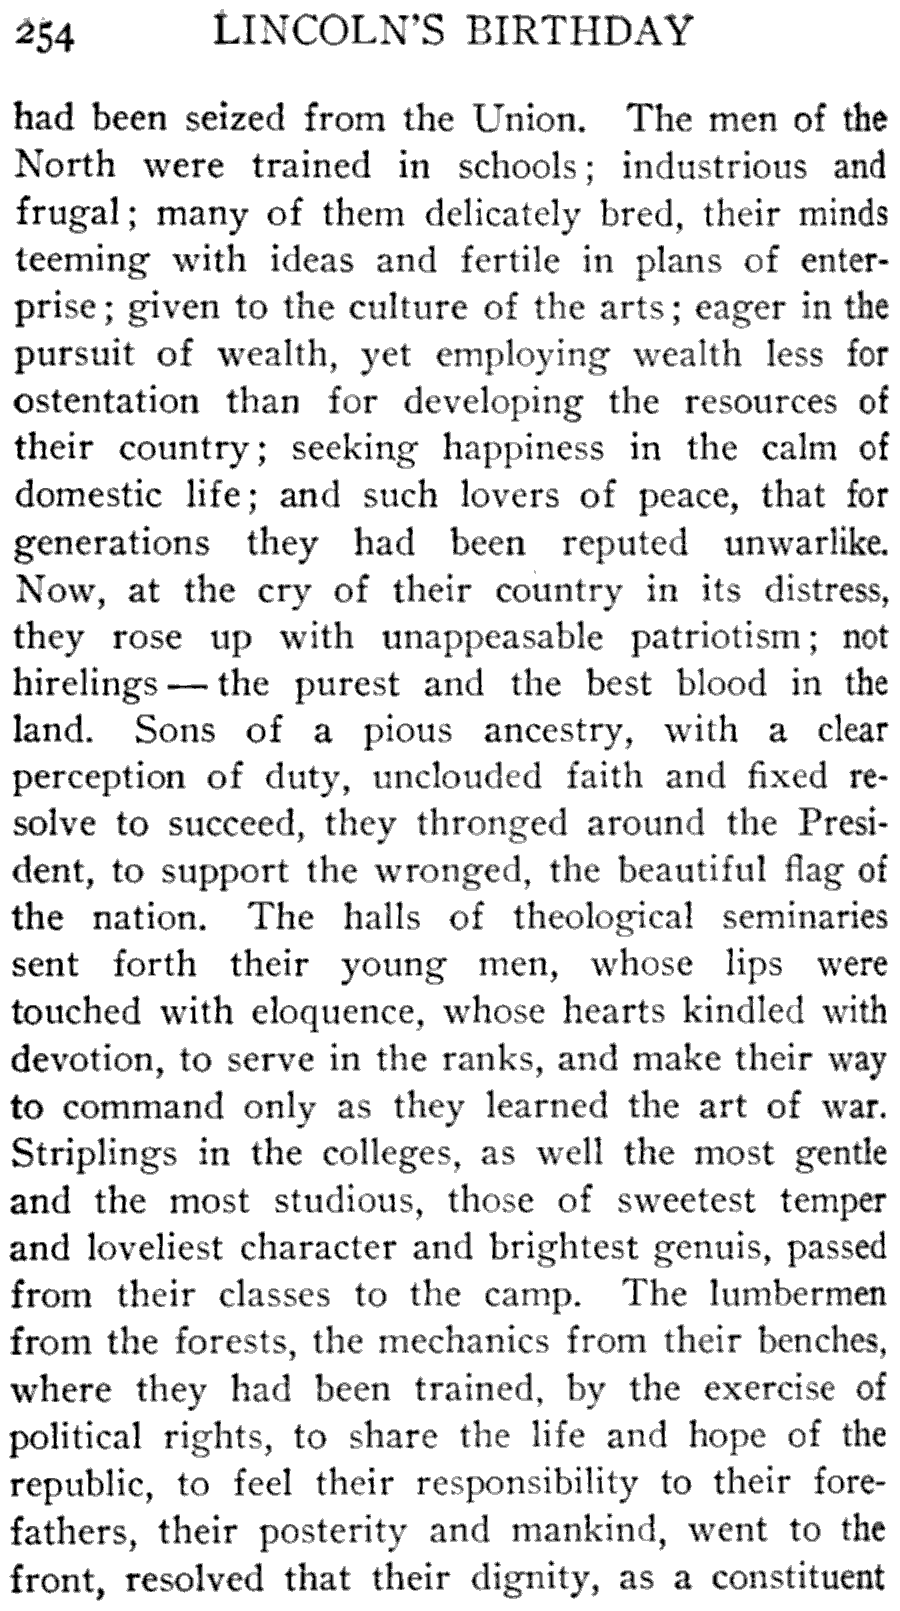 254 LINCOLN'S BIRTHDAY
had been seized from the Union. The men of the
North were trained in schools; industrious and
frugal; many of them delicately bred, their minds
teeming with ideas and fertile in plans of enter-
prise; given to the culture of the arts; eager in the
pursuit of wealth, yet employing wealth less for
ostentation than for developing the resources of
their country; seeking happiness in the calm of
domestic life; and such lovers of peace, that for
generations they had been reputed unwarlike.
Now, at the cry of their country in its distress,
they rose up with unappeasable patriotism; not
hirelings — the purest and the best blood in the
land. Sons of a pious ancestry, with a clear
perception of duty, unclouded faith and fixed re-
solve to succeed, they thronged around the Presi-
dent, to support the wronged, the beautiful flag of
the nation. The halls of theological seminaries
sent forth their young men, whose lips were
touched with eloquence, whose hearts kindled with
devotion, to serve in the ranks, and make their way
to command only as they learned the art of war.
Striplings in the colleges, as well the most gentle
and the most studious, those of sweetest temper
and loveliest character and brightest genuis, passed
from their classes to the camp. The lumbermen
from the forests, the mechanics from their benches,
where they had been trained, by the exercise of
political rights, to share the life and hope of the
republic, to feel their responsibility to their fore-
fathers, their posterity and mankind, went to the
front, resolved that their dignity, as a constituent